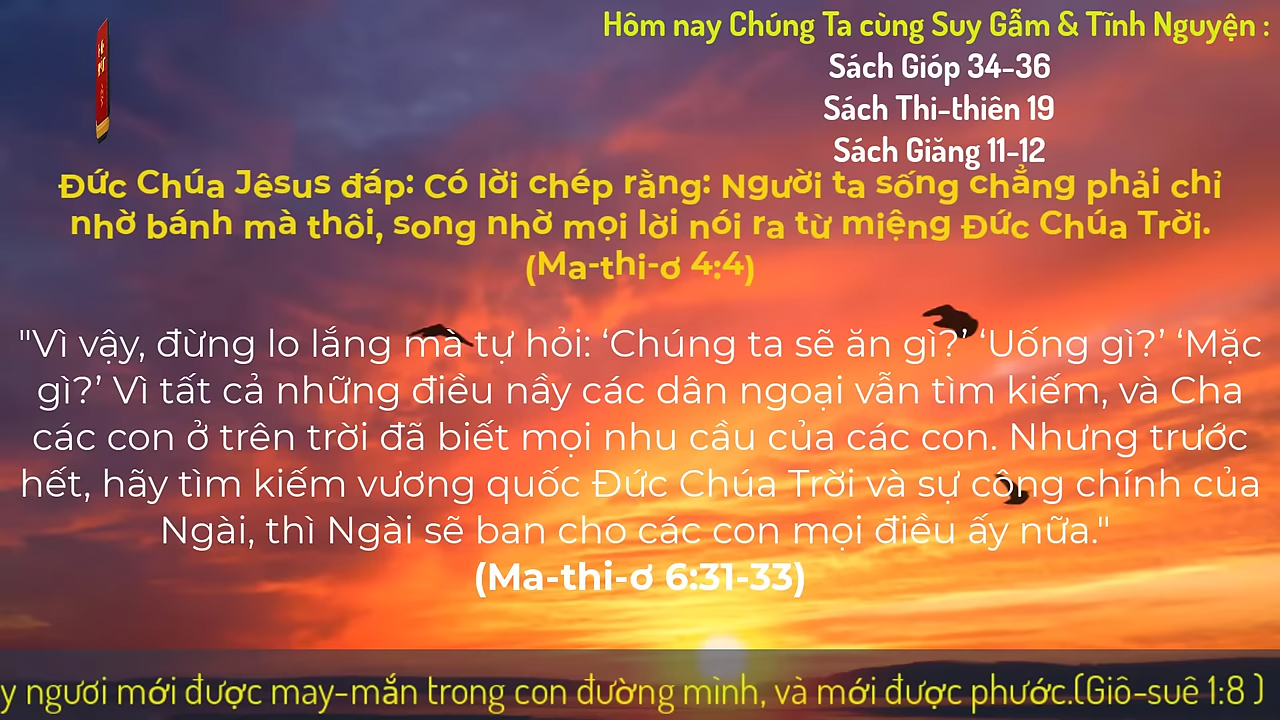 Hôm nay Chúng Ta cùng Suy Gẫm & Tĩnh Nguyện :
Sách Gióp 34-36
Sách Thi-thiên 19
Sách Giăng 11-12
Đức Chúa Jêsus đáp: Có lời chép rằng: Người ta sống chẳng phải chỉ
nhờ bánh mà thôi, song nhờ mọi lời nói ra từ miệng Đức Chúa Trời.
(Ma-thi-ơ 4:4)
"Vì vậy, đừng lo lắng mà tự hỏi: ‘Chúng ta sẽ ăn gì?’ ‘Uống gì?’ ‘Mặc
gì?’ Vì tất cả những điều nầy các dân ngoại vẫn tìm kiếm, và Cha
các con ở trên trời đã biết mọi nhu cầu của các con. Nhưng trước
hết, hãy tìm kiếm vương quốc Đức Chúa Trời và sự công chính của
Ngài, thì Ngài sẽ ban cho các con mọi điều ấy nữa."
(Ma-thi-ơ 6:31-33)
y ngươi mới được may-mắn trong con đường mình, và mới được phước.(Giô-suê 1:8 )